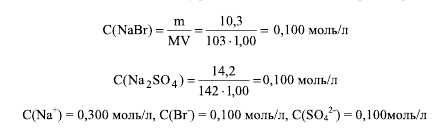 C(NaBr) = m/MV = 10,3/103·1,00 = 0,100 моль/л
C(Na₂SO₄) = 14,2/142·1,00 = 0,100 моль/л
C(Na⁺) = 0,300 моль/л, C(Br⁻) = 0,100 моль/л, C(SO₄²⁻) = 0,100моль/л